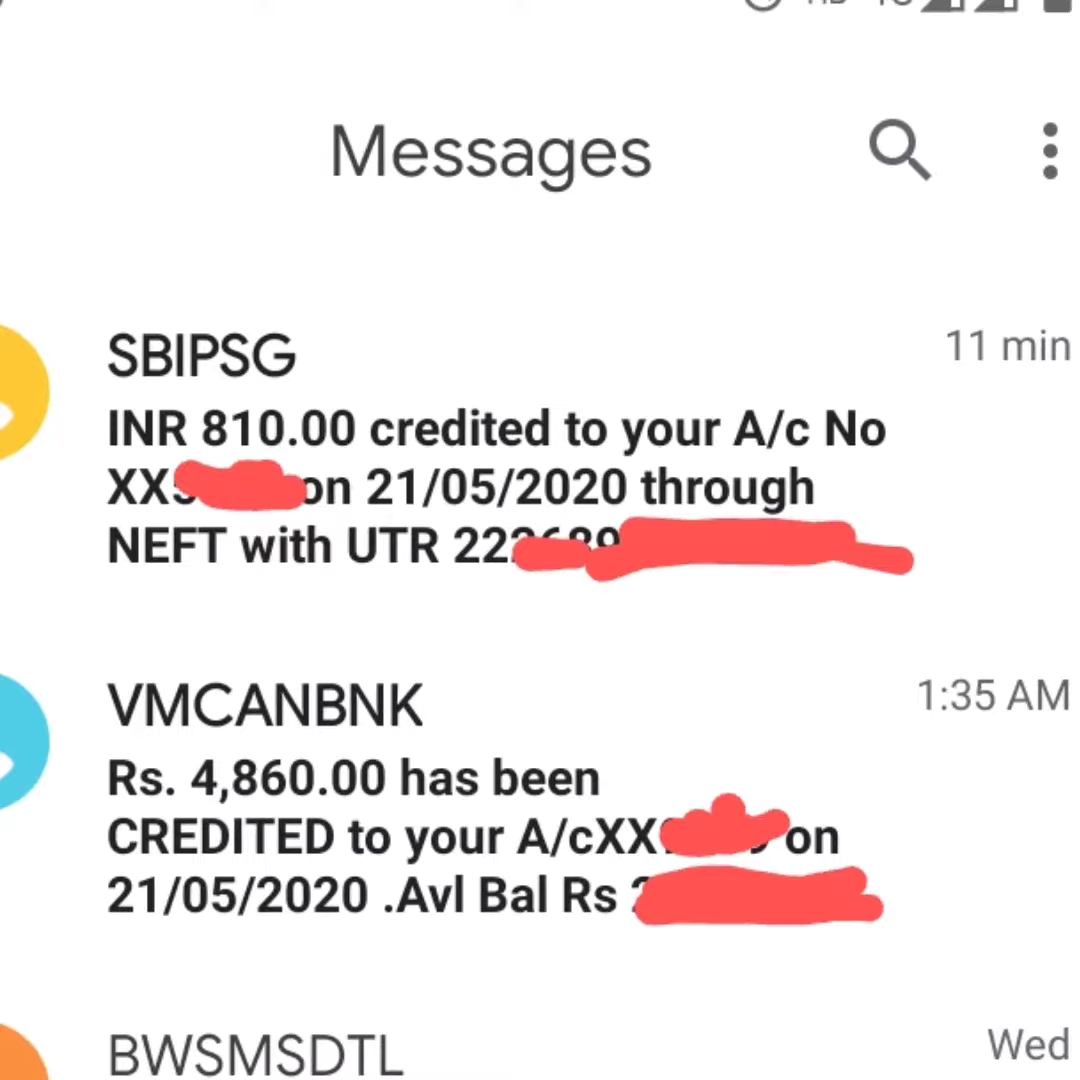 Messages
SBIPSG
11 min
INR 810.00 credited to your A/c No
XX on 21/05/2020 through
NEFT with UTR
VMCANBNK
1:35 AM
Rs. 4,860.00 has been
CREDITED to your A/cXX on
21/05/2020 .Avl Bal Rs
BWSMSDTL
Wed